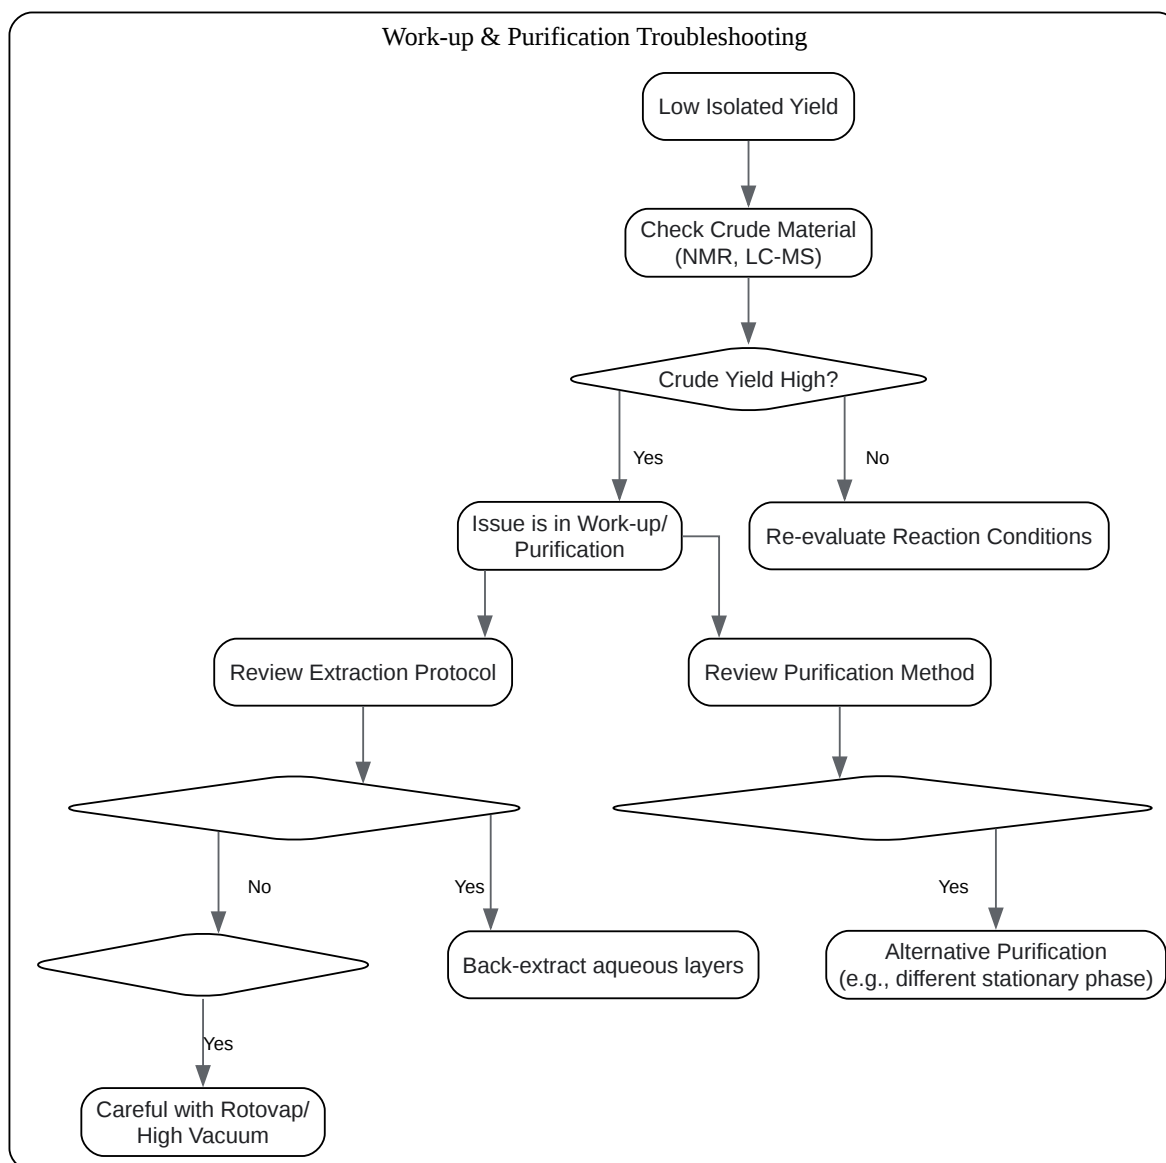 Work-up & Purification Troubleshooting
Low Isolated Yield
Check Crude Material
(NMR, LC-MS)
Crude Yield High?
Yes
No
Issue is in Work-up/
Purification
Re-evaluate Reaction Conditions
Review Extraction Protocol
Review Purification Method
No
Yes
Yes
Back-extract aqueous layers
Alternative Purification
(e.g., different stationary phase)
Yes
Careful with Rotovap/
High Vacuum